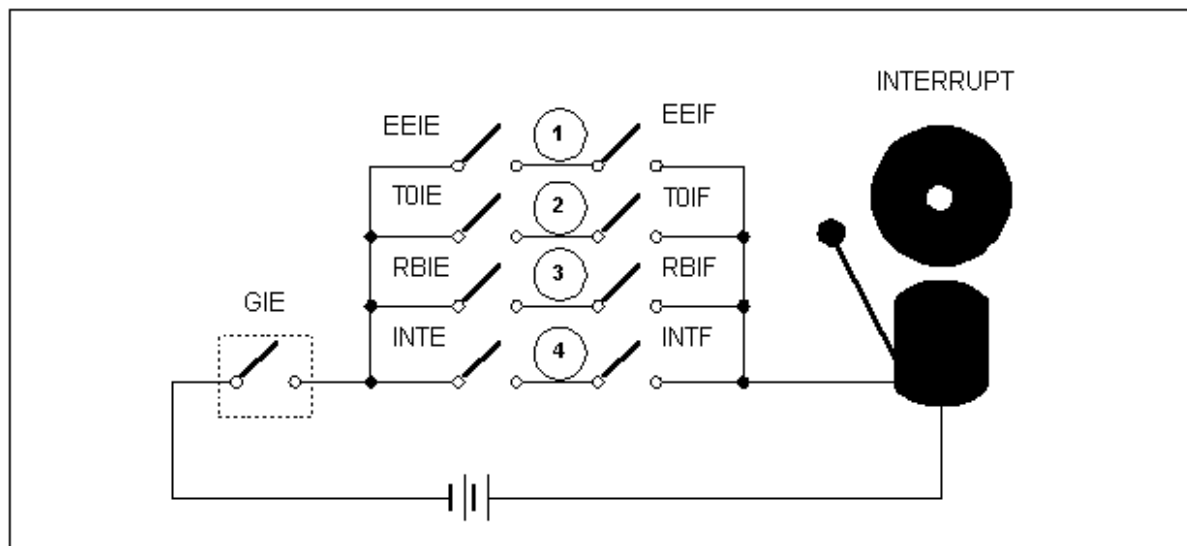 INTERRUPT
EEIE 1 EEIF
T0IE 2 T0IF
RBIE 3 RBIF
GIE
INTE 4 INTF